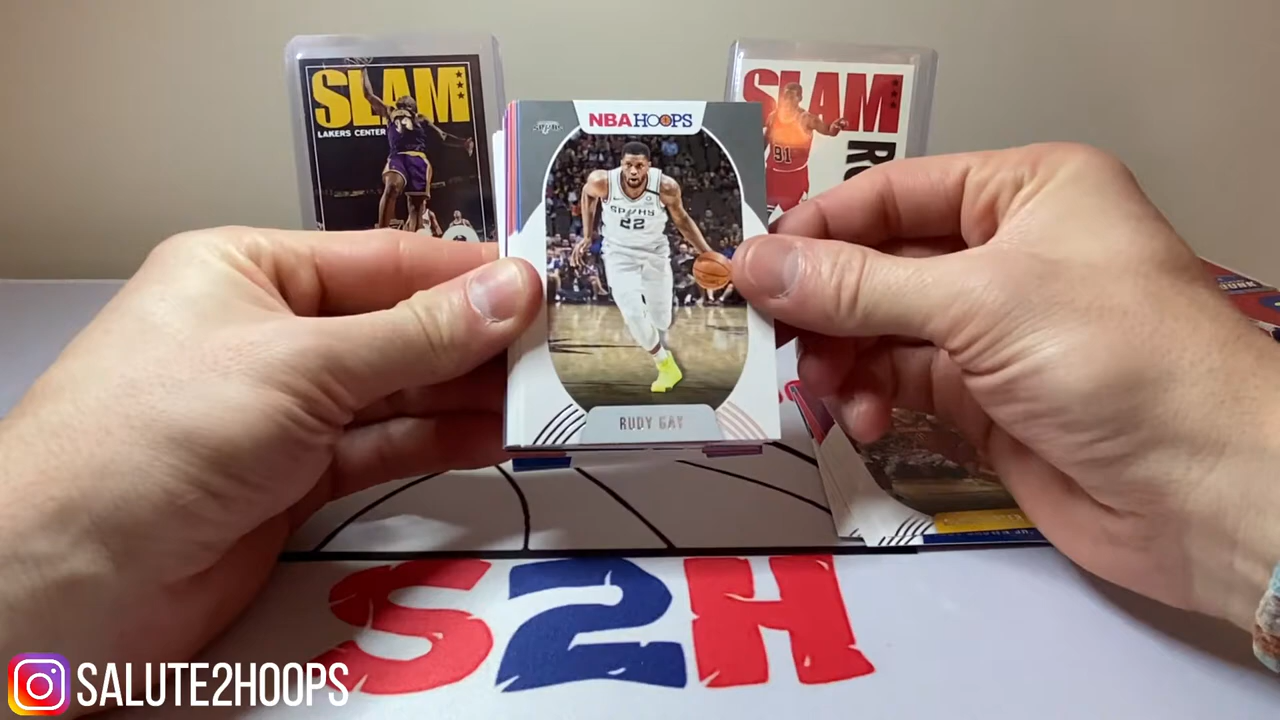 SLAM
LAKERS CENTER
SLAM
91
NBA HOOPS
SPURS
22
RUDY GAY
S2H
SALUTE2HOOPS